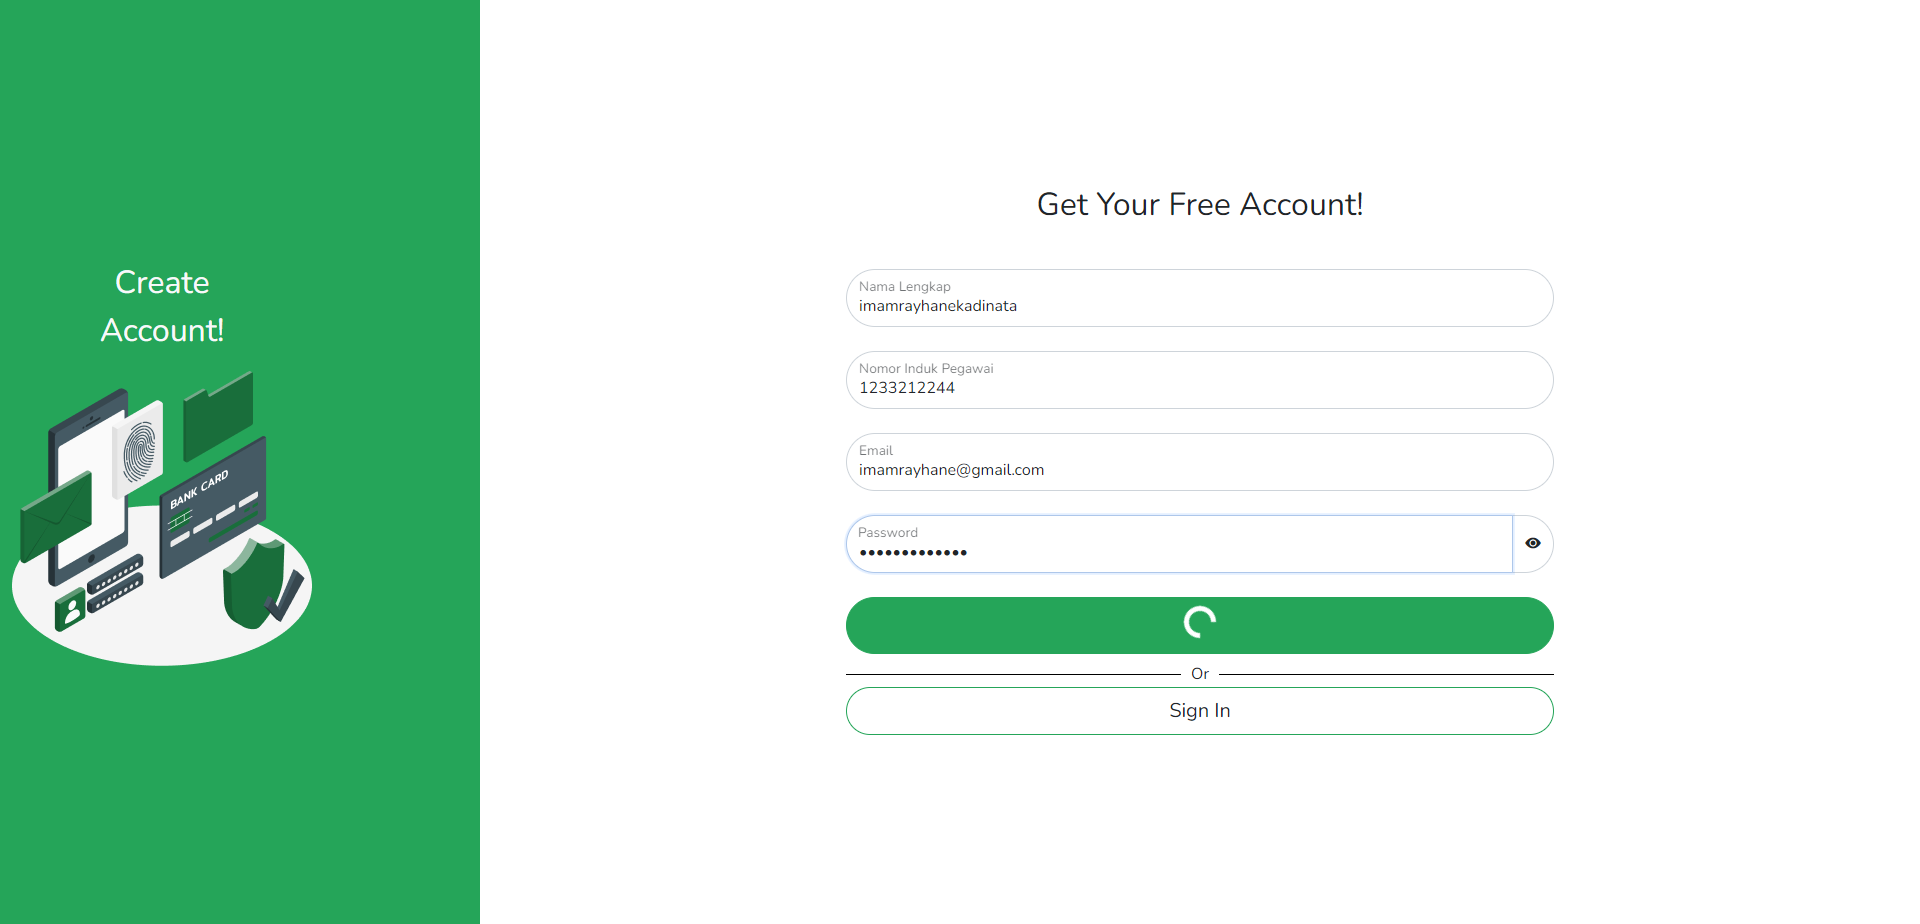 Create
Account!
BANK CARD
Get Your Free Account!
Nama Lengkap
imamrayhanekadinata
Nomor Induk Pegawai
1233212244
Email
imamrayhane@gmail.com
Password
•••••••••••••
Or
Sign In